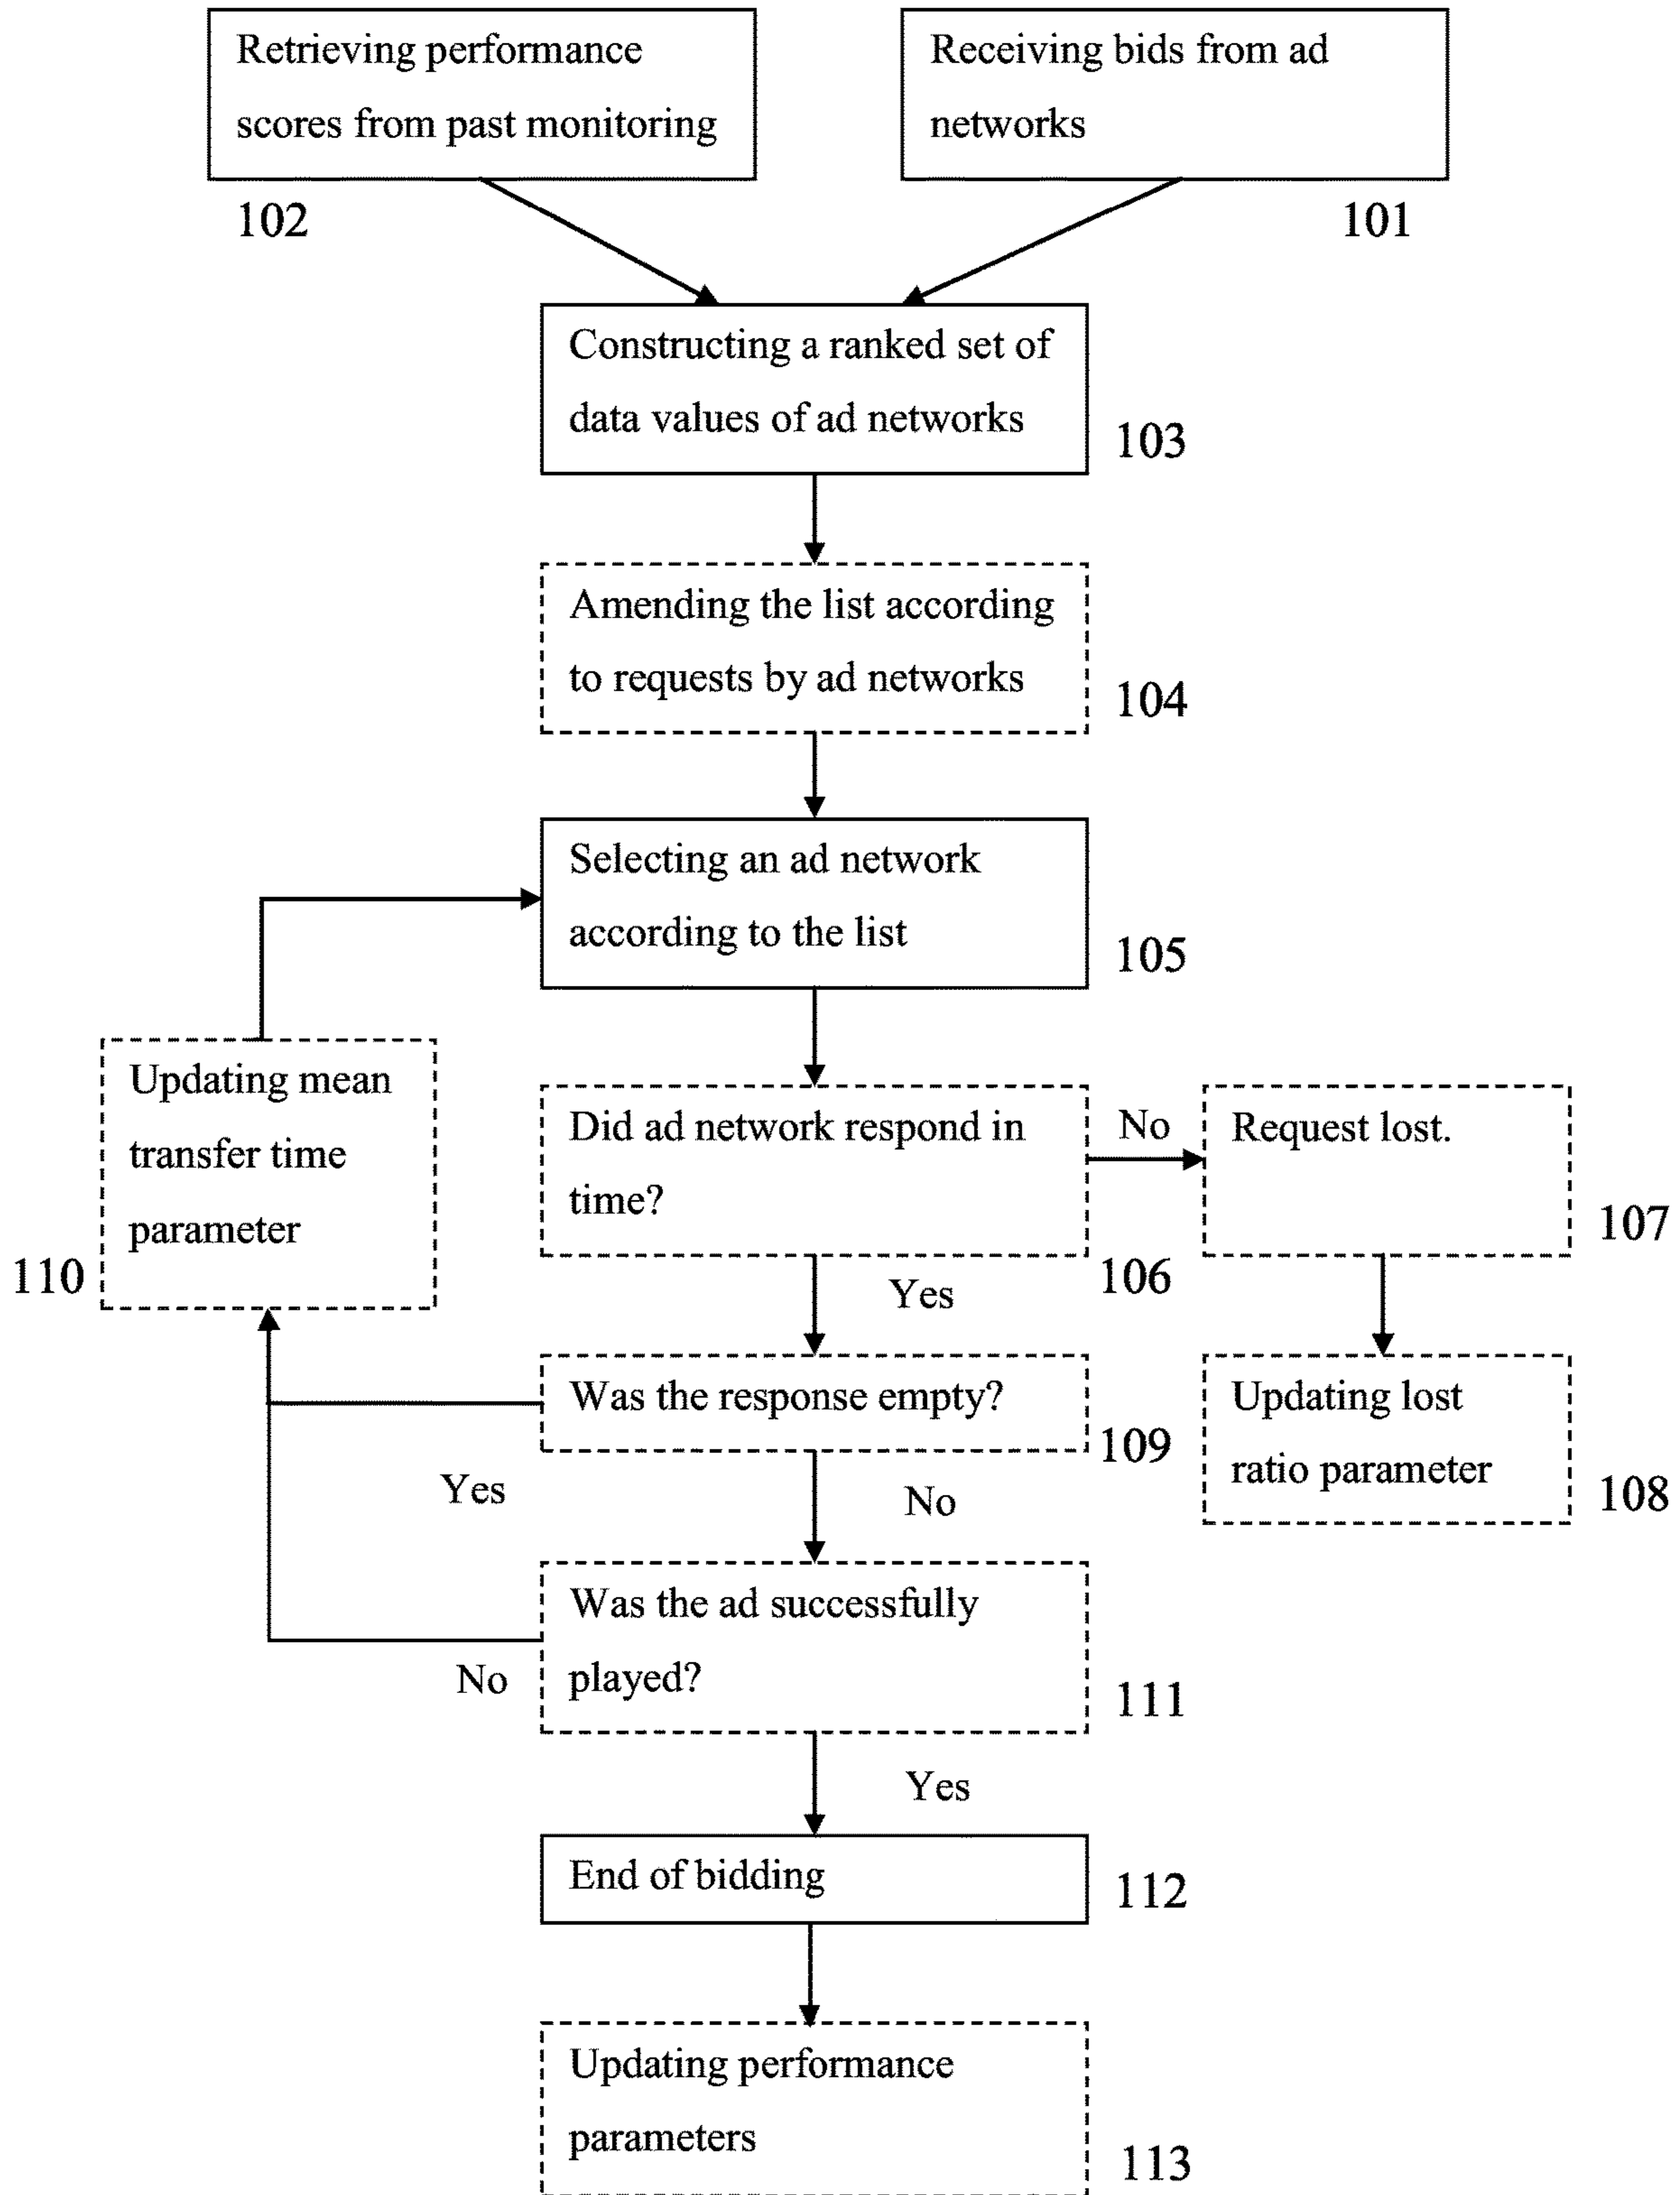 Retrieving performance
scores from past monitoring
102
Receiving bids from ad
networks
101
Constructing a ranked set of
data values of ad networks
103
Amending the list according
to requests by ad networks
104
Selecting an ad network
according to the list
105
Updating mean
transfer time
parameter
110
Did ad network respond in
time?
106
No
Request lost.
107
Yes
Was the response empty?
109
Updating lost
ratio parameter
108
Yes
No
Was the ad successfully
played?
111
No
Yes
End of bidding
112
Updating performance
parameters
113